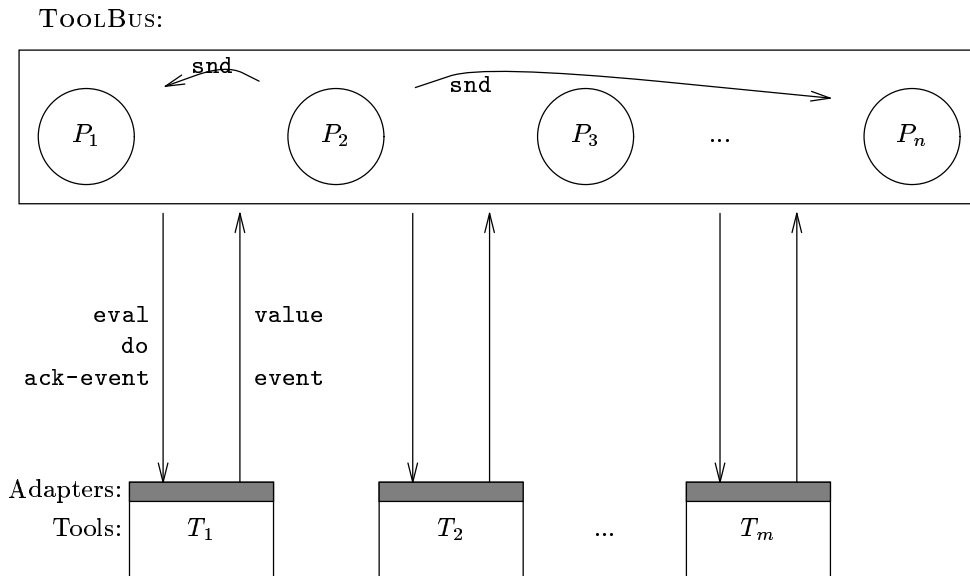 TOOLBUS:
snd
snd
P1 P2 P3 ... Pn
eval value
do
ack-event event
Adapters:
Tools: T1 T2 ... Tm